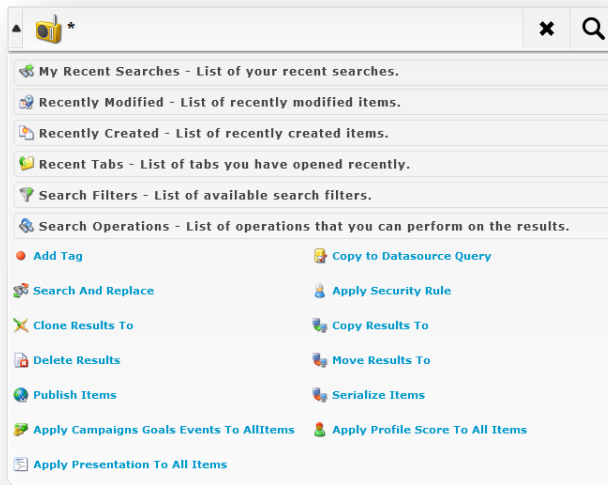 *
My Recent Searches - List of your recent searches.
Recently Modified - List of recently modified items.
Recently Created - List of recently created items.
Recent Tabs - List of tabs you have opened recently.
Search Filters - List of available search filters.
Search Operations - List of operations that you can perform on the results.
Add Tag Copy to Datasource Query
Search And Replace Apply Security Rule
Clone Results To Copy Results To
Delete Results Move Results To
Publish Items Serialize Items
Apply Campaigns Goals Events To AllItems Apply Profile Score To All Items
Apply Presentation To All Items